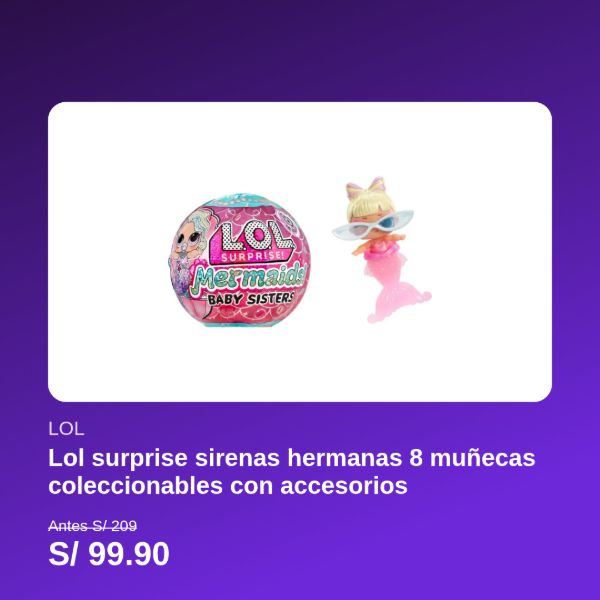 L.O.L.
SURPRISE!
Mermaids
BABY SISTERS
LOL
Lol surprise sirenas hermanas 8 muñecas
coleccionables con accesorios
Antes S/ 209
S/ 99.90